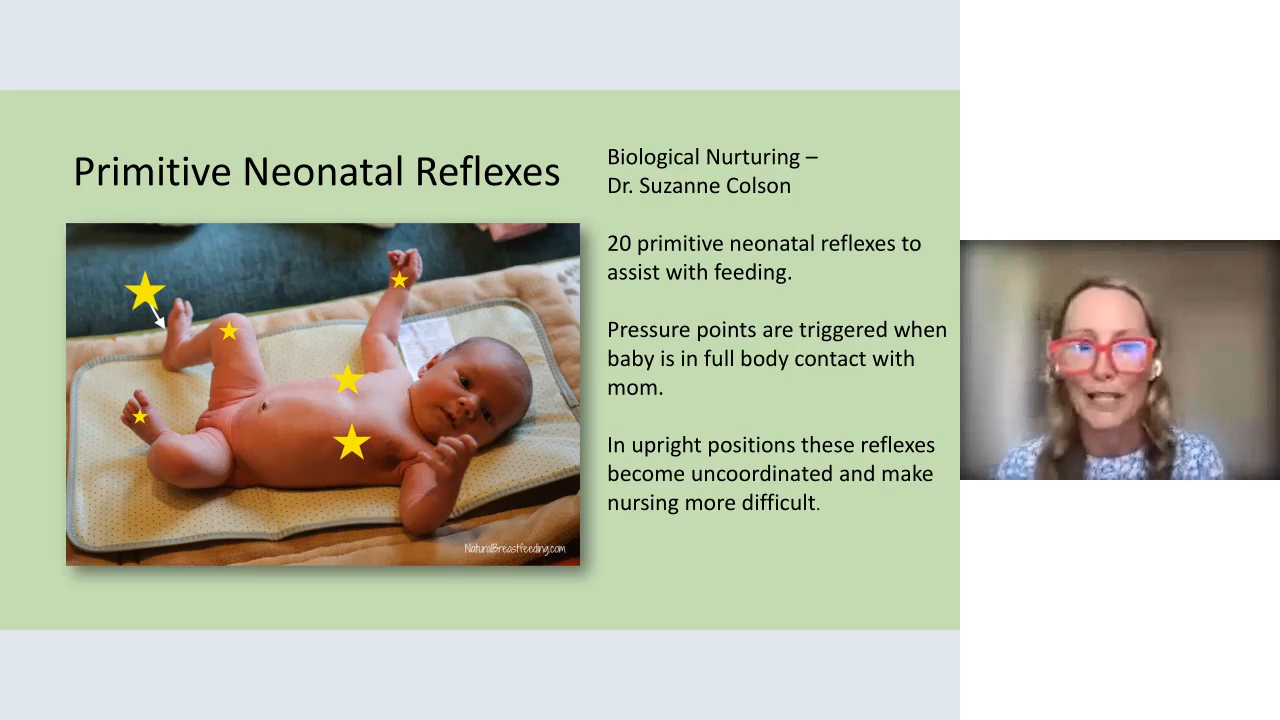 Primitive Neonatal Reflexes
Biological Nurturing –
Dr. Suzanne Colson
20 primitive neonatal reflexes to
assist with feeding.
Pressure points are triggered when
baby is in full body contact with
mom.
In upright positions these reflexes
become uncoordinated and make
nursing more difficult.
NaturalBreastfeeding.com